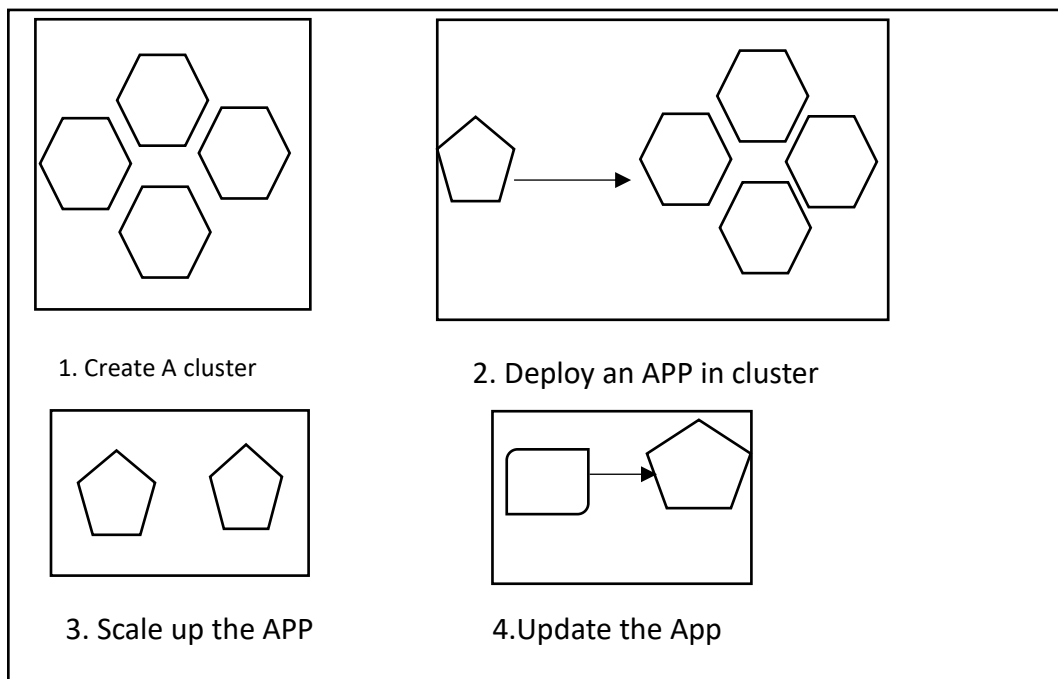 1. Create A cluster
2. Deploy an APP in cluster
3. Scale up the APP
4.Update the App